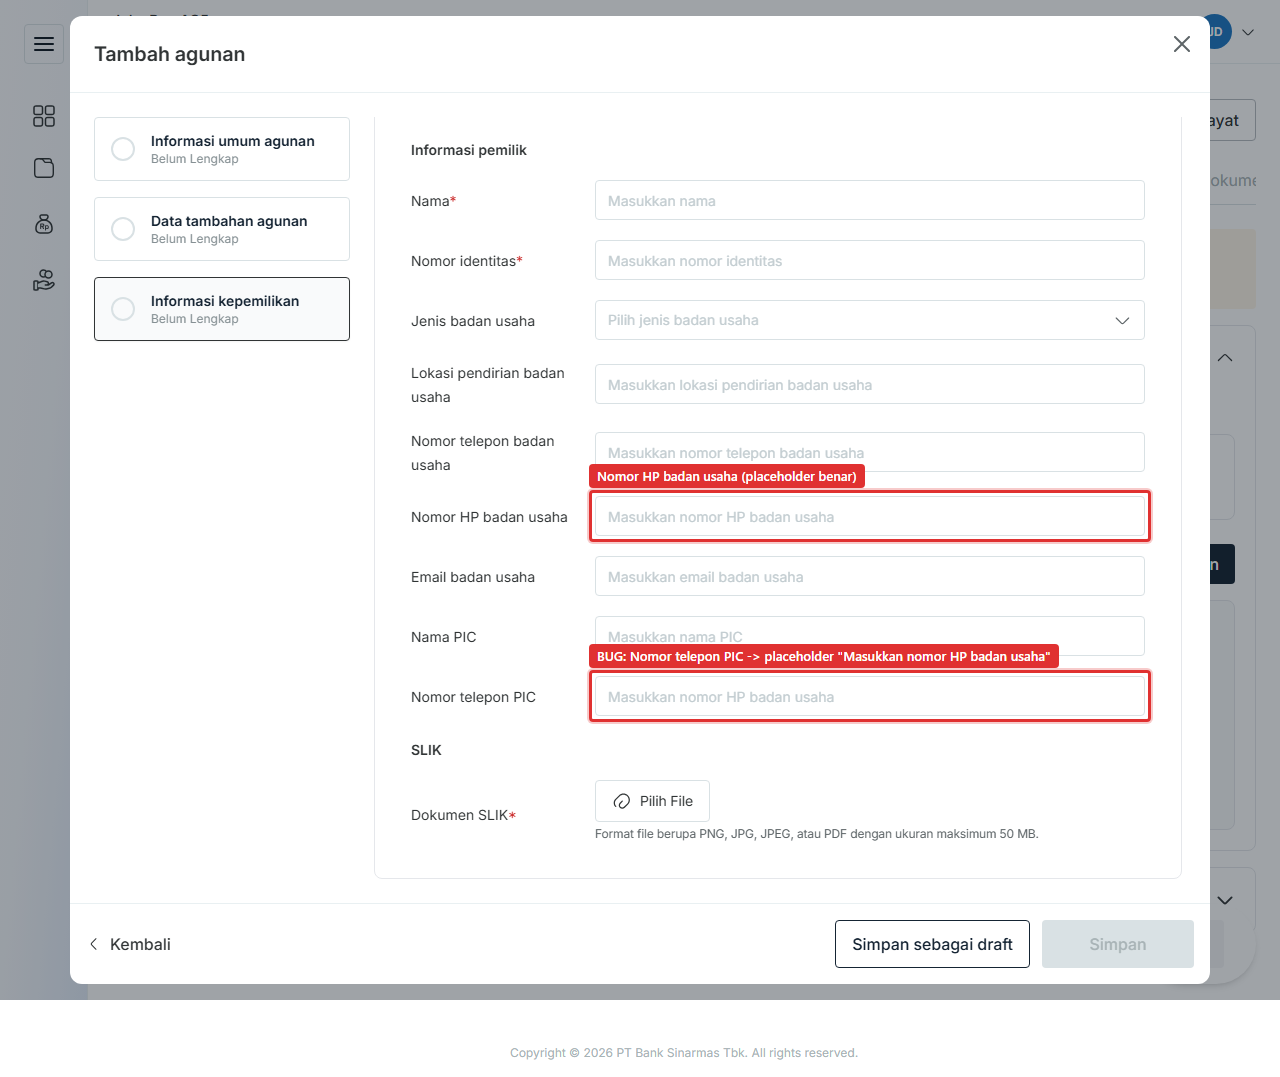 Tambah agunan
JD
ayat
okume
Informasi umum agunan
Belum Lengkap
Data tambahan agunan
Belum Lengkap
Informasi kepemilikan
Belum Lengkap
Informasi pemilik
Nama*
Masukkan nama
Nomor identitas*
Masukkan nomor identitas
Jenis badan usaha
Pilih jenis badan usaha
Lokasi pendirian badan
usaha
Masukkan lokasi pendirian badan usaha
Nomor telepon badan
usaha
Masukkan nomor telepon badan usaha
Nomor HP badan usaha (placeholder benar)
Nomor HP badan usaha
Masukkan nomor HP badan usaha
Email badan usaha
Masukkan email badan usaha
Nama PIC
Masukkan nama PIC
BUG: Nomor telepon PIC -> placeholder "Masukkan nomor HP badan usaha"
Nomor telepon PIC
Masukkan nomor HP badan usaha
SLIK
Dokumen SLIK*
Pilih File
Format file berupa PNG, JPG, JPEG, atau PDF dengan ukuran maksimum 50 MB.
n
Kembali
Simpan sebagai draft
Simpan
Copyright © 2026 PT Bank Sinarmas Tbk. All rights reserved.